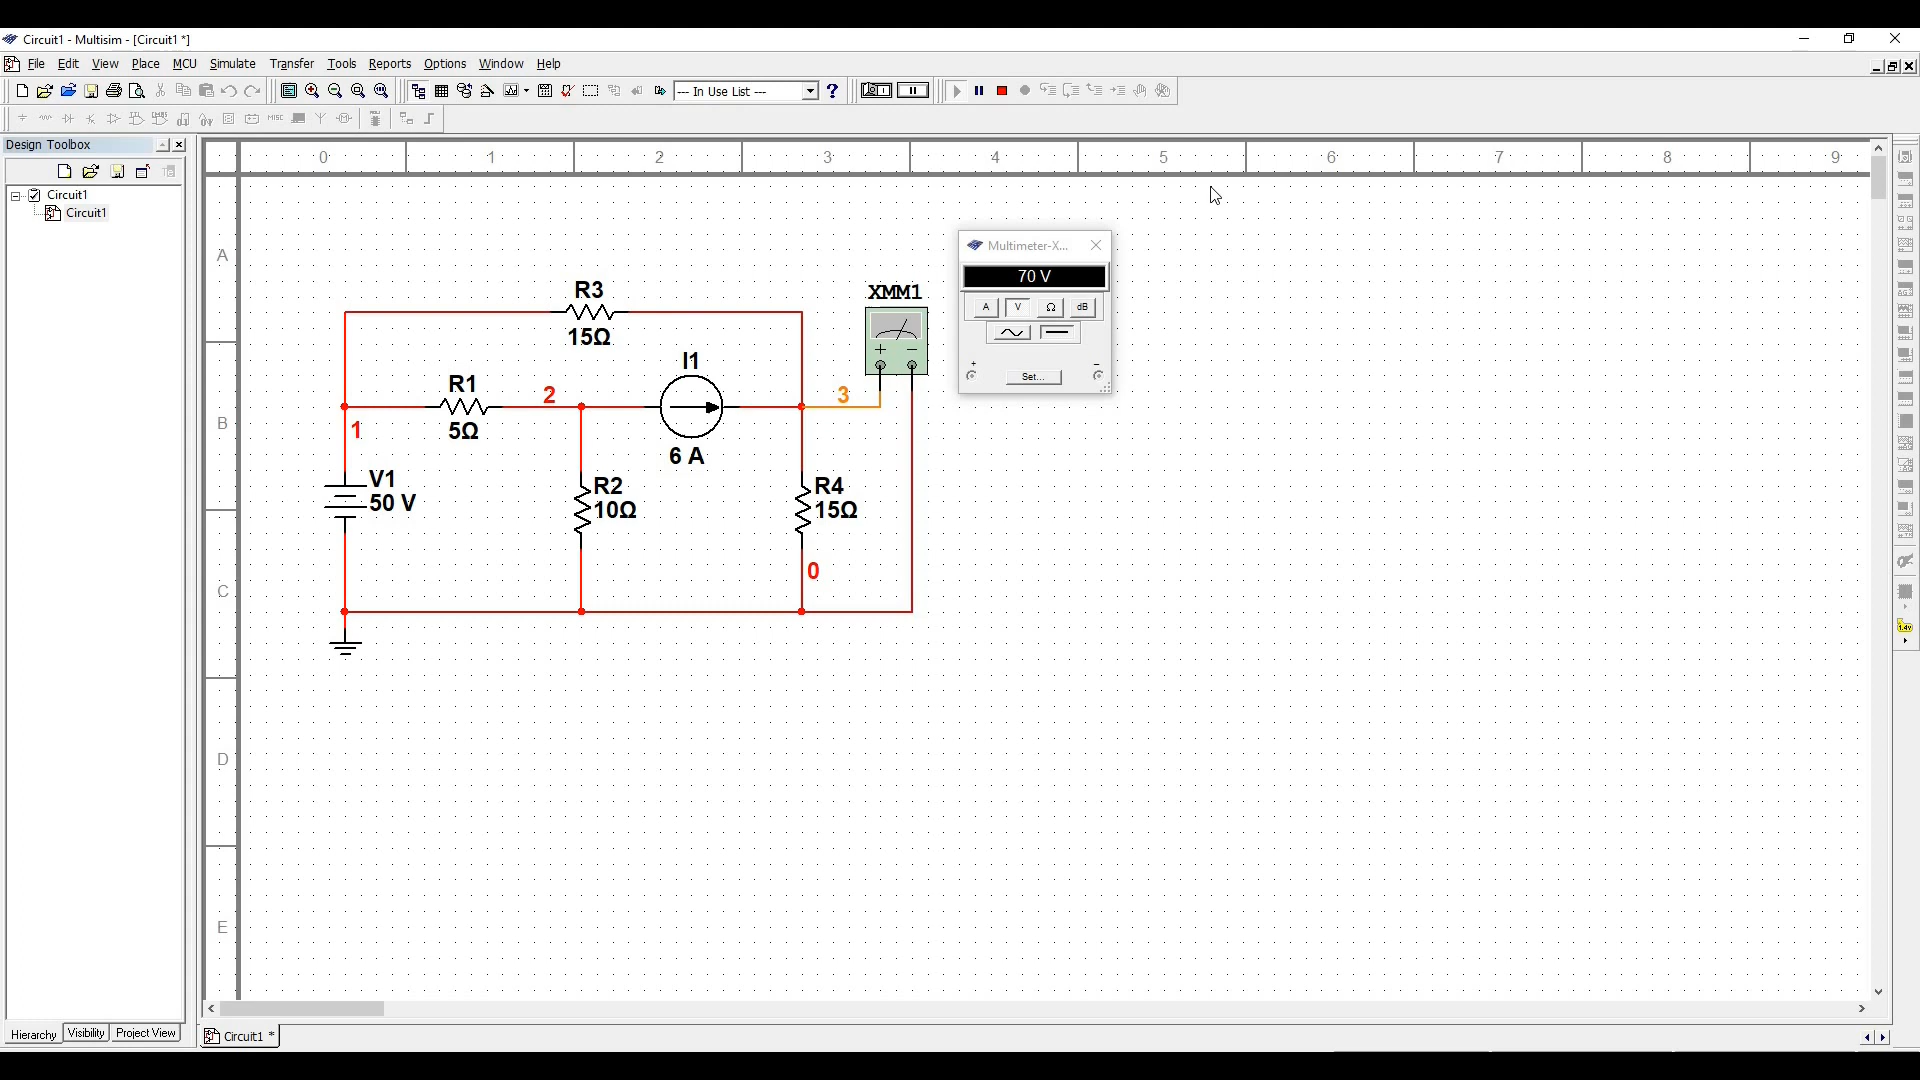 Circuit1 - Multisim - [Circuit1 *]
File Edit View Place MCU Simulate Transfer Tools Reports Options Window Help
--- In Use List ---
MISC
Design Toolbox
Circuit1
Circuit1
0 1 2 3 4 5 6 7 8 9
A
B
C
D
E
R3
15Ω
XMM1
Multimeter-X...
70 V
A V Ω dB
+ −
Set...
+ −
I1
6 A
R1
5Ω
2
3
1
V1
50 V
R2
10Ω
R4
15Ω
0
1.4v
Hierarchy Visibility Project View
Circuit1 *